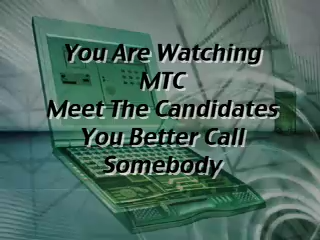 You Are Watching
MTC
Meet The Candidates
You Better Call
Somebody